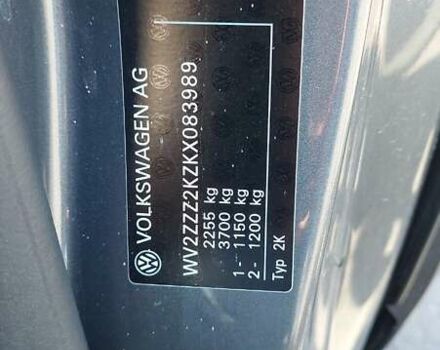 VOLKSWAGEN AG
WV2ZZZ2KZKX083989
2255 kg
3700 kg
1- 1150 kg
2- 1200 kg
Typ 2K